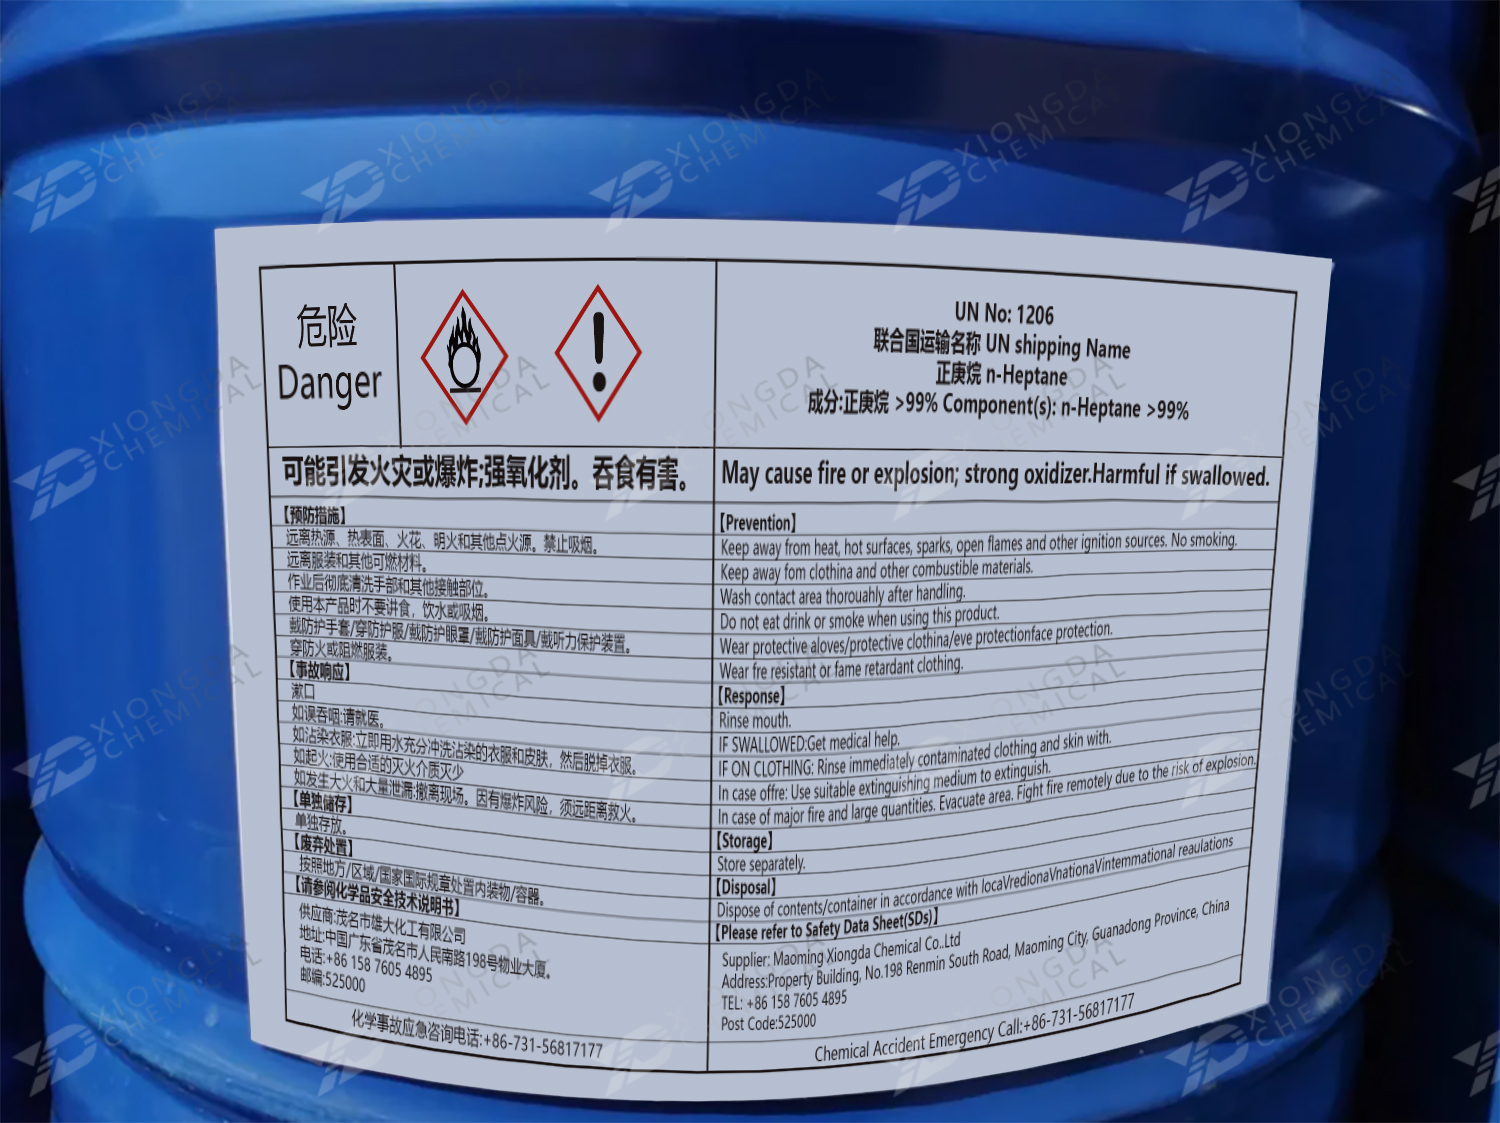 危险
Danger
UN No: 1206
联合国运输名称 UN shipping Name
正庚烷 n-Heptane
成分:正庚烷 >99% Component(s): n-Heptane >99%
可能引发火灾或爆炸;强氧化剂。吞食有害。
May cause fire or explosion; strong oxidizer.Harmful if swallowed.
【预防措施】
远离热源、热表面、火花、明火和其他点火源。禁止吸烟。
远离服装和其他可燃材料。
作业后彻底清洗手部和其他接触部位。
使用本产品时不要讲食，饮水或吸烟。
戴防护手套/穿防护服/戴防护眼罩/戴防护面具/戴听力保护装置。
穿防火或阻燃服装。
【事故响应】
漱口
如误吞咽:请就医。
如沾染衣服:立即用水充分冲洗沾染的衣服和皮肤，然后脱掉衣服。
如起火:使用合适的灭火介质灭少
如发生大火和大量泄漏:撤离现场。因有爆炸风险，须远距离救火。
【单独储存】
单独存放。
【废弃处置】
按照地方/区域/国家国际规章处置内装物/容器。
【请参阅化学品安全技术说明书】
供应商:茂名市雄大化工有限公司
地址:中国广东省茂名市人民南路198号物业大厦。
电话:+86 158 7605 4895
邮编:525000
化学事故应急咨询电话:+86-731-56817177
【Prevention】
Keep away from heat, hot surfaces, sparks, open flames and other ignition sources. No smoking.
Keep away fom clothina and other combustible materials.
Wash contact area thorouahly after handling.
Do not eat drink or smoke when using this product.
Wear protective aloves/protective clothina/eve protectionface protection.
Wear fre resistant or fame retardant clothing.
【Response】
Rinse mouth.
IF SWALLOWED:Get medical help.
IF ON CLOTHING: Rinse immediately contaminated clothing and skin with.
In case offre: Use suitable extinguishing medium to extinguish.
In case of major fire and large quantities. Evacuate area. Fight fire remotely due to the risk of explosion.
【Storage】
Store separately.
【Disposal】
Dispose of contents/container in accordance with locaVredionaVnationaVintemmational reaulations
【Please refer to Safety Data Sheet(SDs)】
Supplier: Maoming Xiongda Chemical Co..Ltd
Address:Property Building, No.198 Renmin South Road, Maoming City, Guanadong Province, China
TEL: +86 158 7605 4895
Post Code:525000
Chemical Accident Emergency Call:+86-731-56817177
XIONGDA
CHEMICAL